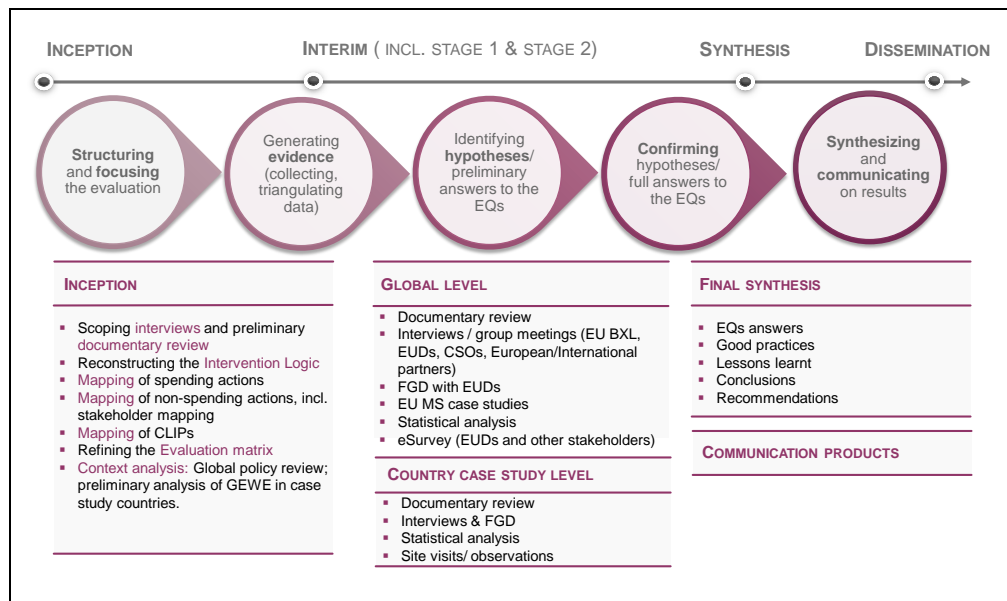 INCEPTION
INTERIM ( INCL. STAGE 1 & STAGE 2)
SYNTHESIS
DISSEMINATION
Structuring
and focusing
the evaluation
Generating
evidence
(collecting,
triangulating
data)
Identifying
hypotheses/
preliminary
answers to the
EQs
Confirming
hypotheses/
full answers to
the EQs
Synthesizing
and
communicating
on results
INCEPTION
▪ Scoping interviews and preliminary
documentary review
▪ Reconstructing the Intervention Logic
▪ Mapping of spending actions
▪ Mapping of non-spending actions, incl.
stakeholder mapping
▪ Mapping of CLIPs
▪ Refining the Evaluation matrix
▪ Context analysis: Global policy review;
preliminary analysis of GEWE in case
study countries.
GLOBAL LEVEL
▪ Documentary review
▪ Interviews / group meetings (EU BXL,
EUDs, CSOs, European/International
partners)
▪ FGD with EUDs
▪ EU MS case studies
▪ Statistical analysis
▪ eSurvey (EUDs and other stakeholders)
COUNTRY CASE STUDY LEVEL
▪ Documentary review
▪ Interviews & FGD
▪ Statistical analysis
▪ Site visits/ observations
FINAL SYNTHESIS
▪ EQs answers
▪ Good practices
▪ Lessons learnt
▪ Conclusions
▪ Recommendations
COMMUNICATION PRODUCTS